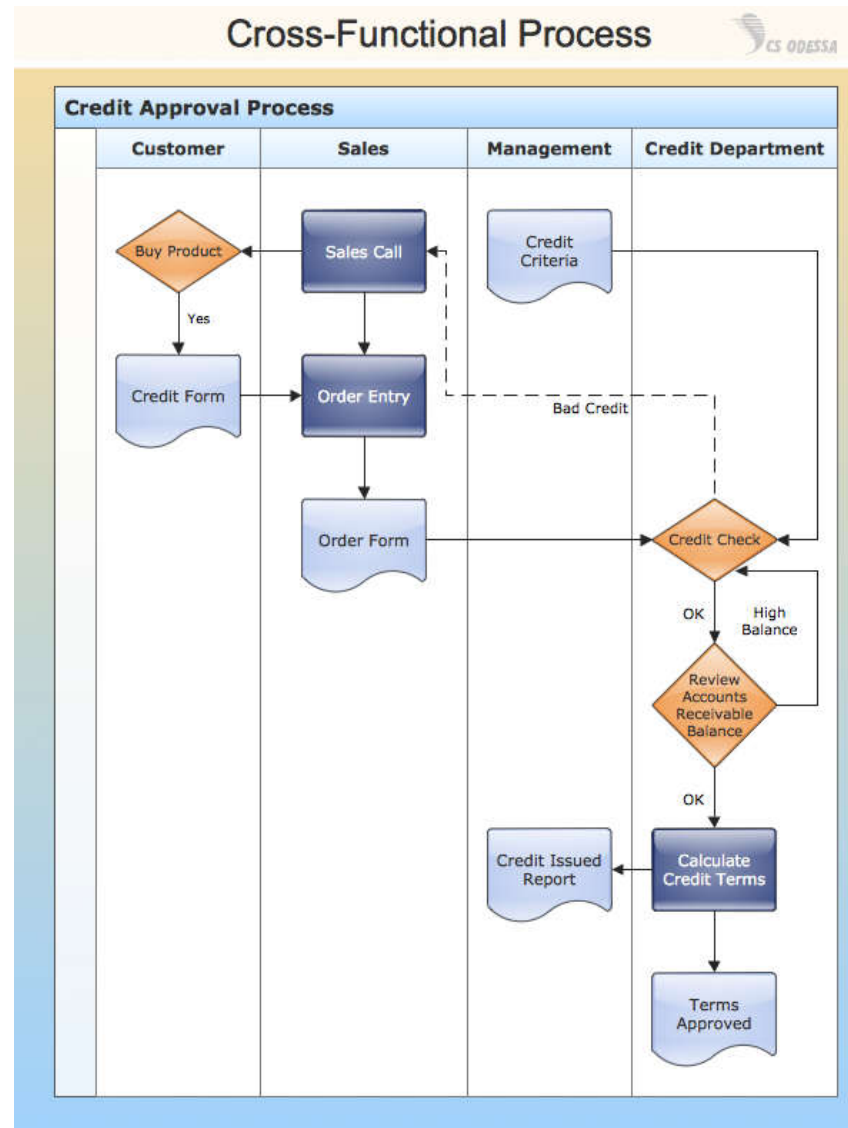 Cross-Functional Process
CS ODESSA
Credit Approval Process
Customer
Sales
Management
Credit Department
Buy Product
Sales Call
Credit
Criteria
Yes
Credit Form
Order Entry
Bad Credit
Order Form
Credit Check
OK
High
Balance
Review
Accounts
Receivable
Balance
OK
Credit Issued
Report
Calculate
Credit Terms
Terms
Approved